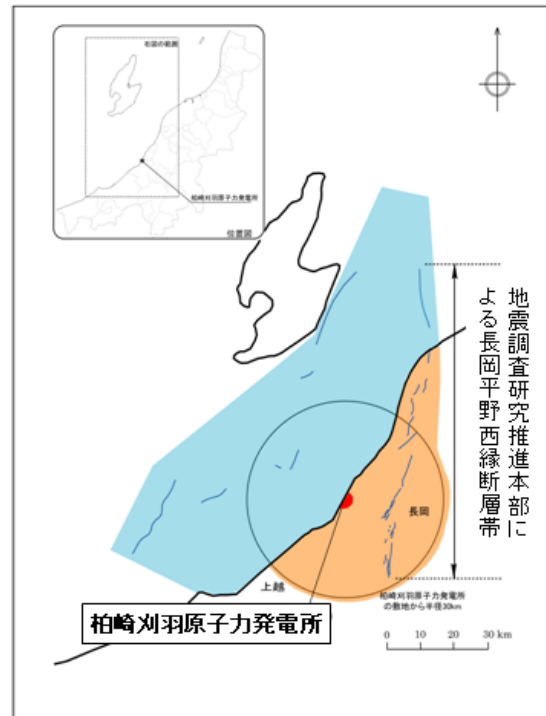 右図の範囲
柏崎刈羽原子力発電所
位置図
地震調査研究推進本部に
よる長岡平野西縁断層帯
長岡
上越
柏崎刈羽原子力発電所
の敷地から半径30km
柏崎刈羽原子力発電所
0 10 20 30 km